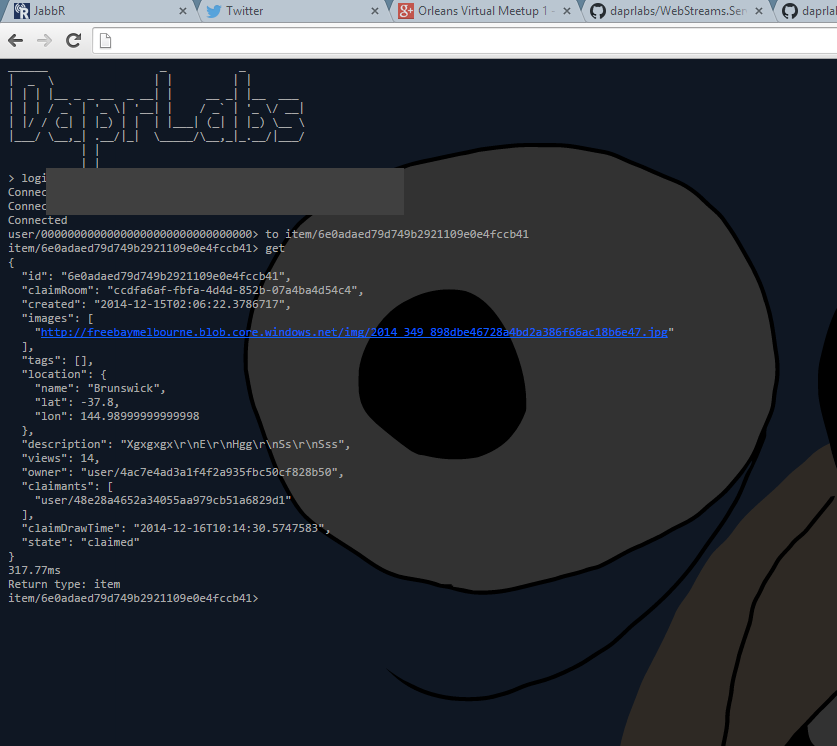 JabbR
Twitter
Orleans Virtual Meetup 1 -
daprlabs/WebStreams.Ser
daprlab
DaprLabs
> logi
Connec
Connec
Connected
user/00000000000000000000000000000000> to item/6e0adaed79d749b2921109e0e4fccb41
item/6e0adaed79d749b2921109e0e4fccb41> get
{
"id": "6e0adaed79d749b2921109e0e4fccb41",
"claimRoom": "ccdfa6af-fbfa-4d4d-852b-07a4ba4d54c4",
"created": "2014-12-15T02:06:22.3786717",
"images": [
"http://freebaymelbourne.blob.core.windows.net/img/2014_349_898dbe46728a4bd2a386f66ac18b6e47.jpg"
],
"tags": [],
"location": {
"name": "Brunswick",
"lat": -37.8,
"lon": 144.98999999999998
},
"description": "Xgxgxgx\r\nE\r\nHgg\r\nSs\r\nSss",
"views": 14,
"owner": "user/4ac7e4ad3a1f4f2a935fbc50cf828b50",
"claimants": [
"user/48e28a4652a34055aa979cb51a6829d1"
],
"claimDrawTime": "2014-12-16T10:14:30.5747583",
"state": "claimed"
}
317.77ms
Return type: item
item/6e0adaed79d749b2921109e0e4fccb41>